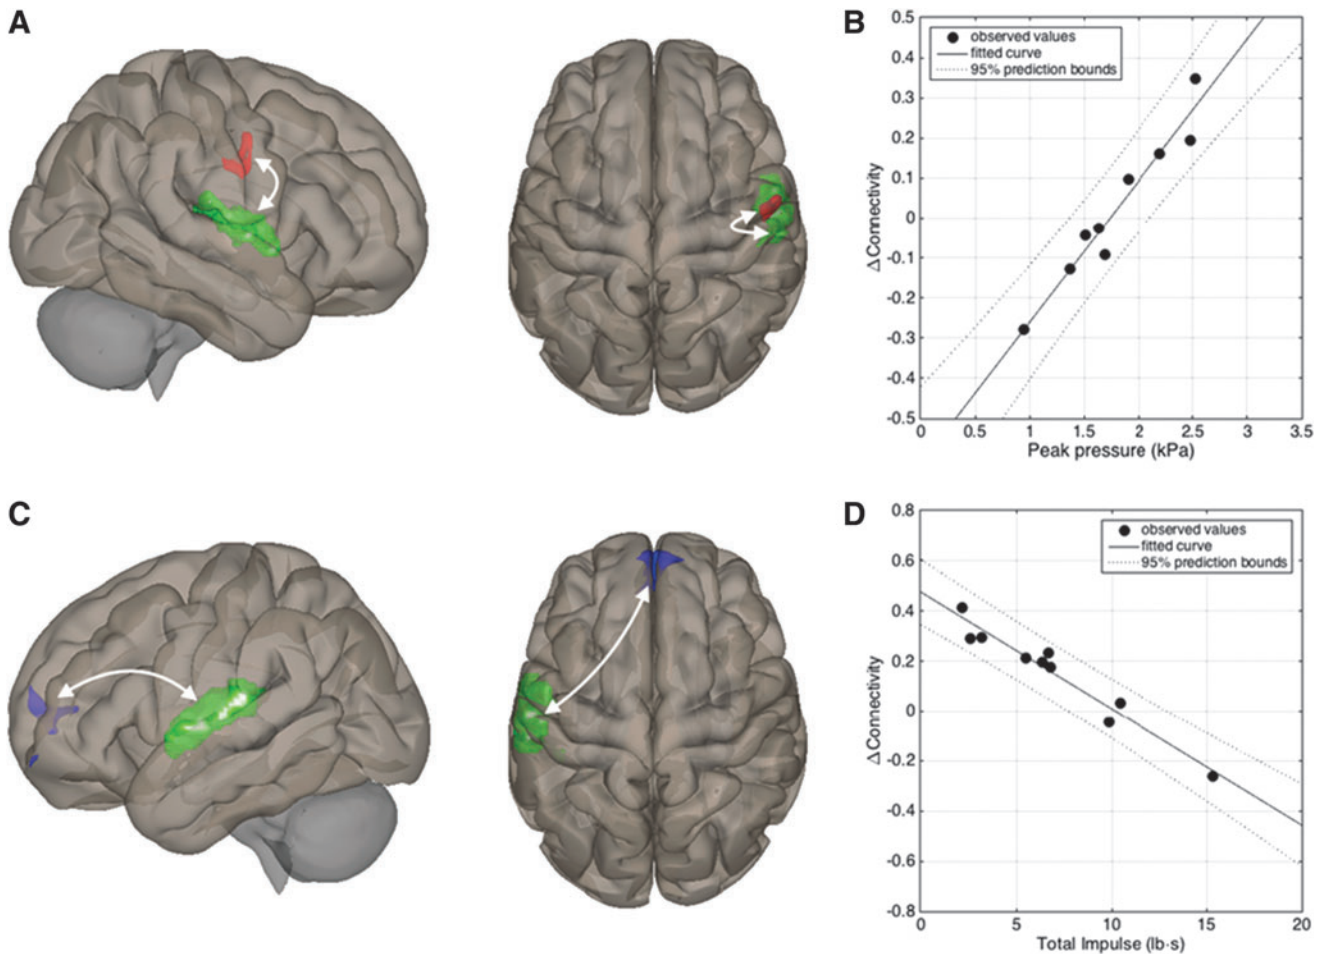 A
B
0.5
0.4
0.3
0.2
0.1
0
-0.1
-0.2
-0.3
-0.4
-0.5
ΔConnectivity
observed values
fitted curve
95% prediction bounds
0 0.5 1 1.5 2 2.5 3 3.5
Peak pressure (kPa)
C
D
0.8
0.6
0.4
0.2
0
-0.2
-0.4
-0.6
-0.8
ΔConnectivity
observed values
fitted curve
95% prediction bounds
0 5 10 15 20
Total Impulse (lb·s)